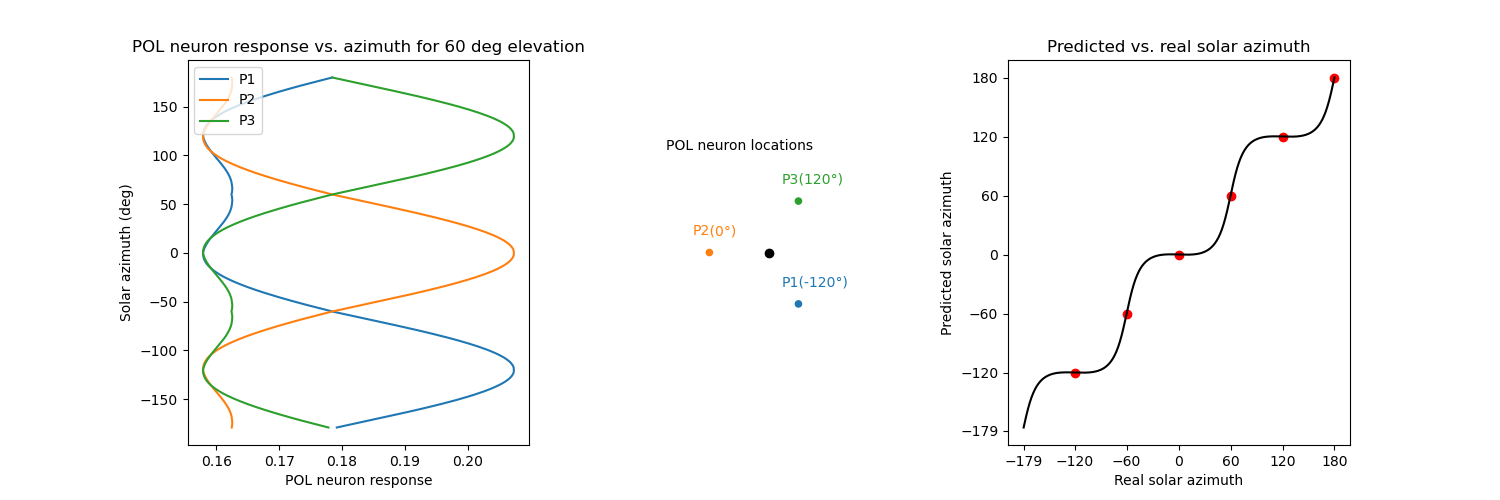 POL neuron response vs. azimuth for 60 deg elevation
P1
P2
P3
Solar azimuth (deg)
150
100
50
0
−50
−100
−150
0.16 0.17 0.18 0.19 0.20
POL neuron response
POL neuron locations
P3(120°)
P2(0°)
P1(-120°)
Predicted vs. real solar azimuth
Predicted solar azimuth
180
120
60
0
−60
−120
−179
−179 −120 −60 0 60 120 180
Real solar azimuth